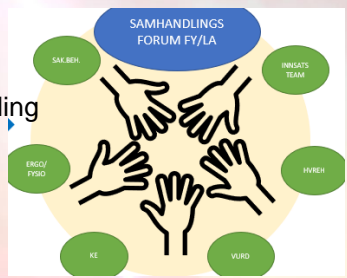 SAMHANDLINGS
FORUM FY/LA
SAK.BEH.
INNSATS
TEAM
ling
ERGO/
FYSIO
HVREH
KE
VURD